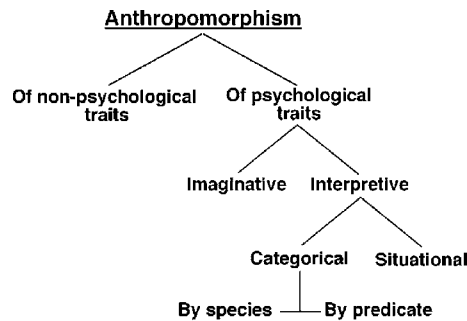 Anthropomorphism
Of non-psychological
traits
Of psychological
traits
Imaginative
Interpretive
Categorical
Situational
By species
By predicate